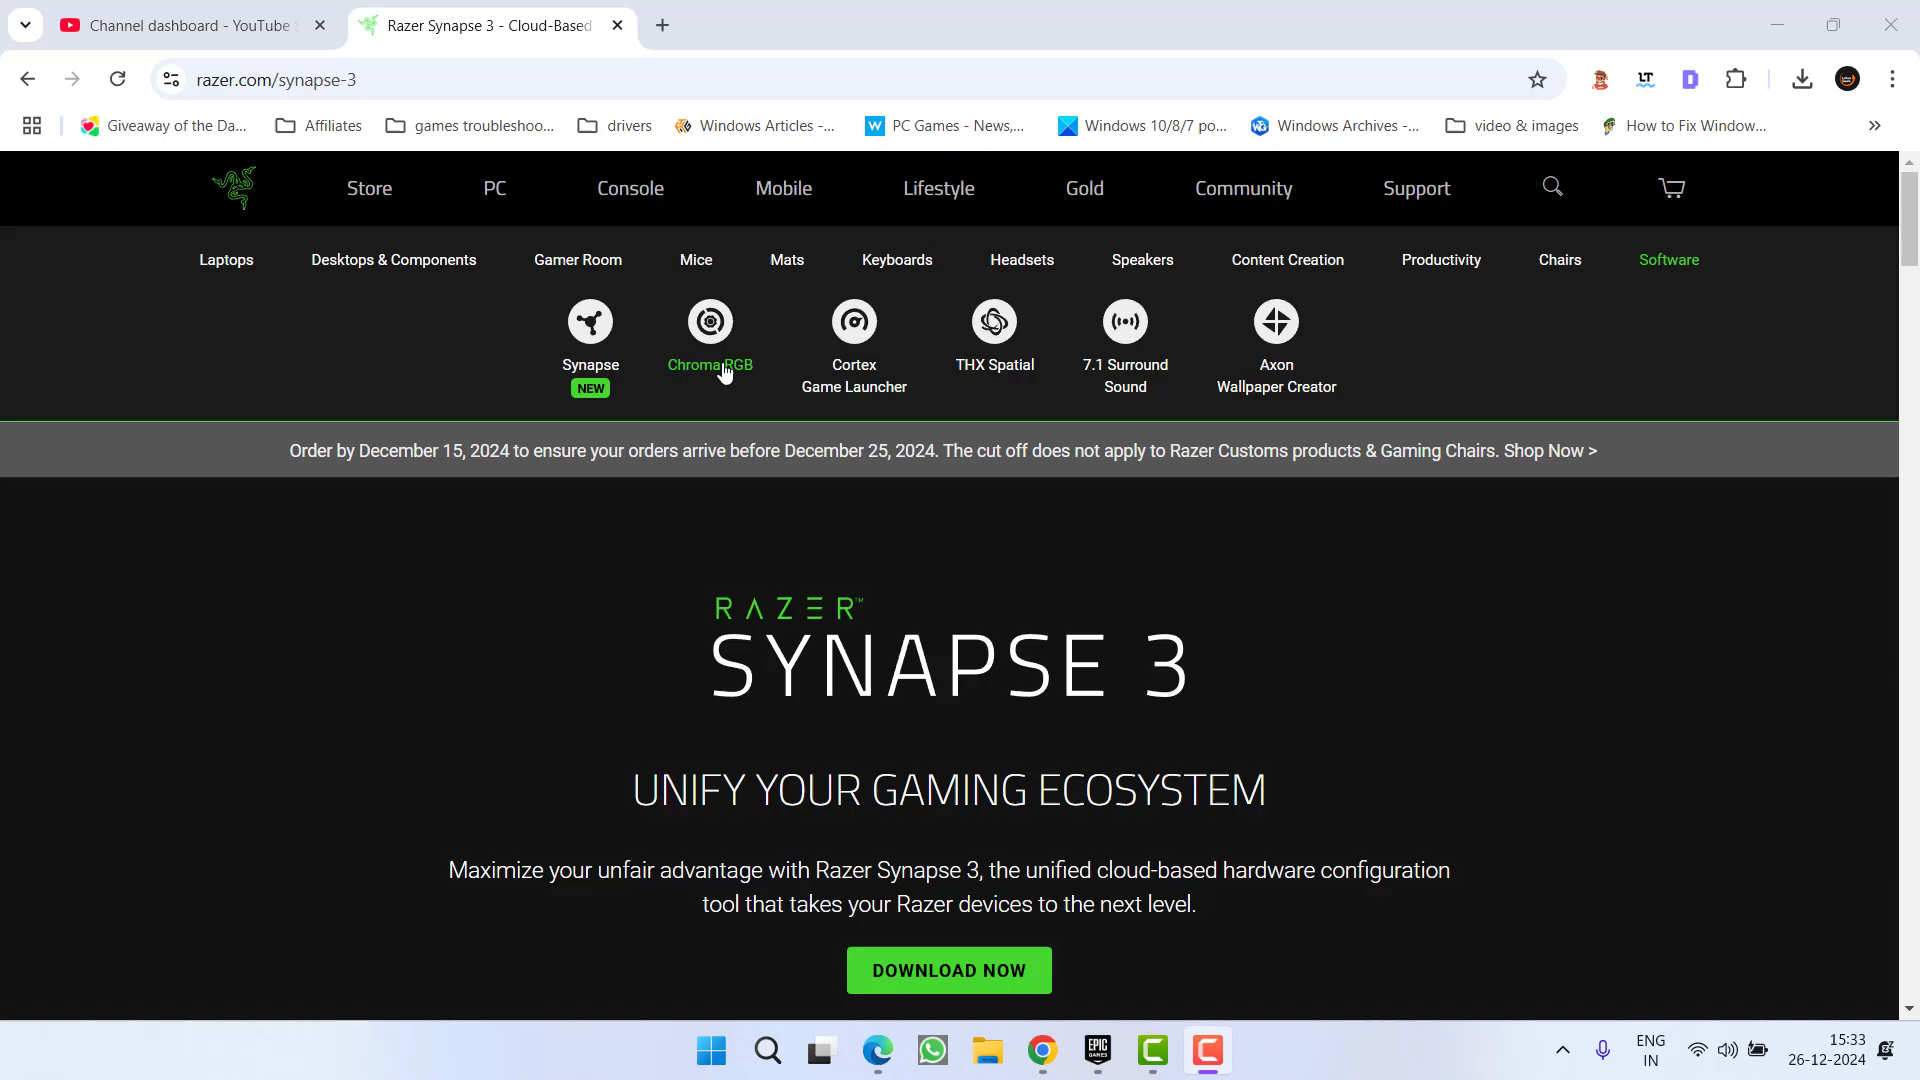 Channel dashboard - YouTube S
Razer Synapse 3 - Cloud-Based
razer.com/synapse-3
LT
Giveaway of the Da...
Affiliates
games troubleshoo...
drivers
Windows Articles -...
W
PC Games - News,...
Windows 10/8/7 po...
Windows Archives -...
video & images
How to Fix Window...
Store
PC
Console
Mobile
Lifestyle
Gold
Community
Support
Laptops
Desktops & Components
Gamer Room
Mice
Mats
Keyboards
Headsets
Speakers
Content Creation
Productivity
Chairs
Software
Synapse
NEW
Chroma RGB
Cortex
Game Launcher
THX Spatial
7.1 Surround
Sound
Axon
Wallpaper Creator
Order by December 15, 2024 to ensure your orders arrive before December 25, 2024. The cut off does not apply to Razer Customs products & Gaming Chairs. Shop Now >
RAZER™
SYNAPSE 3
UNIFY YOUR GAMING ECOSYSTEM
Maximize your unfair advantage with Razer Synapse 3, the unified cloud-based hardware configuration
tool that takes your Razer devices to the next level.
DOWNLOAD NOW
EPIC
GAMES
ENG
IN
15:33
26-12-2024